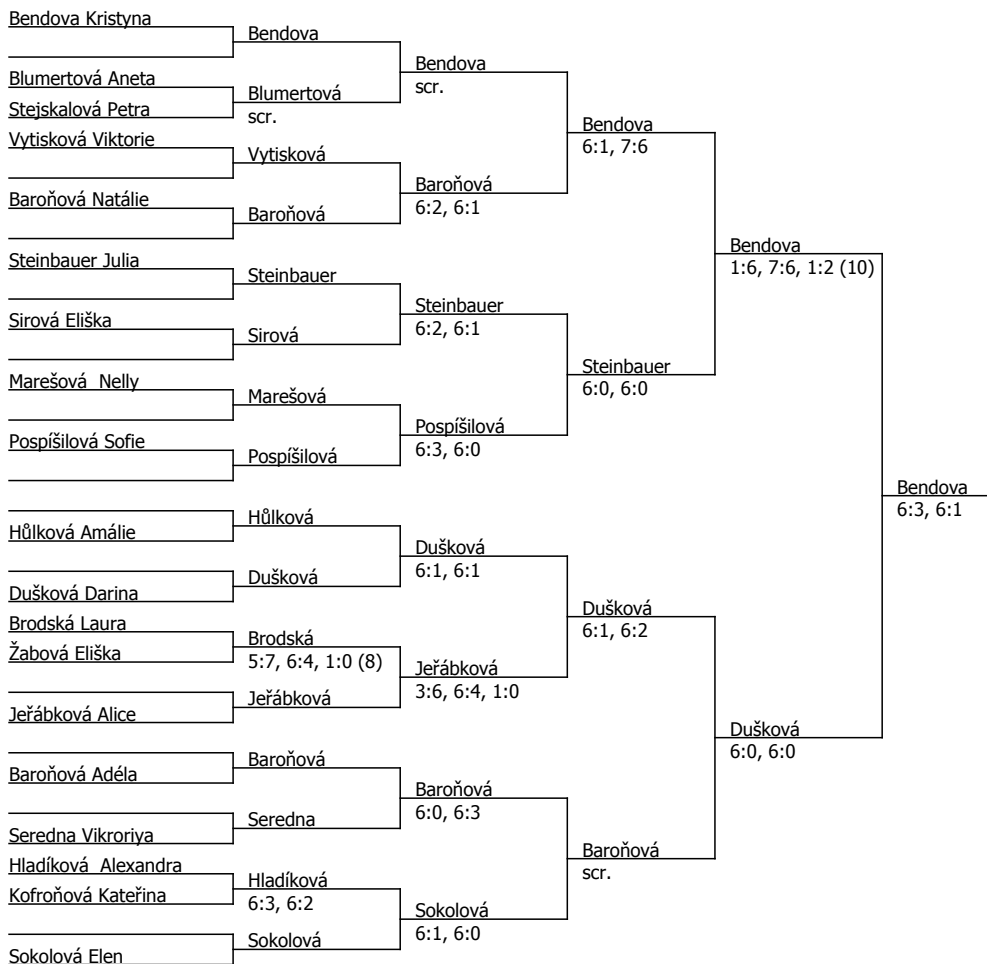 Bendova Kristyna
Blumertová Aneta
Stejskalová Petra
Vytisková Viktorie
Baroňová Natálie
Steinbauer Julia
Sirová Eliška
Marešová  Nelly
Pospíšilová Sofie
Hůlková Amálie
Dušková Darina
Brodská Laura
Žabová Eliška
Jeřábková Alice
Baroňová Adéla
Seredna Vikroriya
Hladíková  Alexandra
Kofroňová Kateřina
Sokolová Elen
Bendova
Blumertová
scr.
Vytisková
Baroňová
Steinbauer
Sirová
Marešová
Pospíšilová
Hůlková
Dušková
Brodská
5:7, 6:4, 1:0 (8)
Jeřábková
Baroňová
Seredna
Hladíková
6:3, 6:2
Sokolová
Bendova
scr.
Baroňová
6:2, 6:1
Steinbauer
6:2, 6:1
Pospíšilová
6:3, 6:0
Dušková
6:1, 6:1
Jeřábková
3:6, 6:4, 1:0
Baroňová
6:0, 6:3
Sokolová
6:1, 6:0
Bendova
6:1, 7:6
Steinbauer
6:0, 6:0
Dušková
6:1, 6:2
Baroňová
scr.
Bendova
1:6, 7:6, 1:2 (10)
Dušková
6:0, 6:0
Bendova
6:3, 6:1